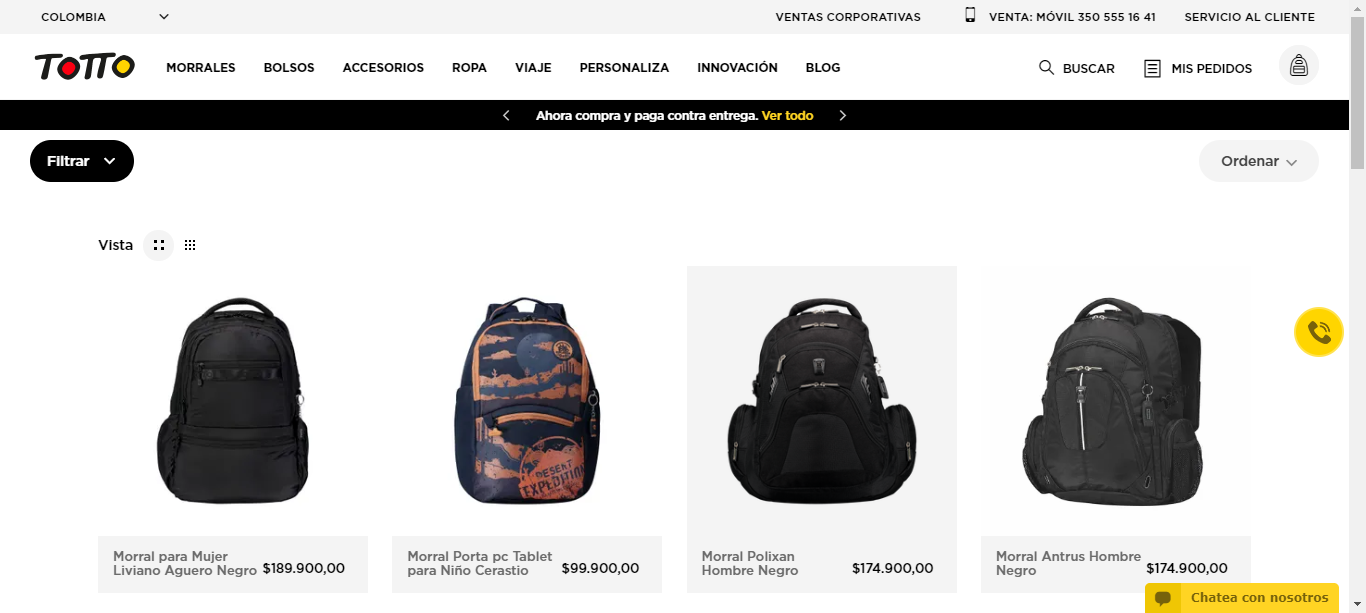 COLOMBIA
VENTAS CORPORATIVAS
VENTA: MÓVIL 350 555 16 41
SERVICIO AL CLIENTE
TOTTO
MORRALES
BOLSOS
ACCESORIOS
ROPA
VIAJE
PERSONALIZA
INNOVACIÓN
BLOG
BUSCAR
MIS PEDIDOS
Ahora compra y paga contra entrega. Ver todo
Filtrar
Ordenar
Vista
DESERT
EXPEDITION
Morral para Mujer
Liviano Aguero Negro
$189.900,00
Morral Porta pc Tablet
para Niño Cerastio
$99.900,00
Morral Polixan
Hombre Negro
$174.900,00
Morral Antrus Hombre
Negro
$174.900,00
Chatea con nosotros